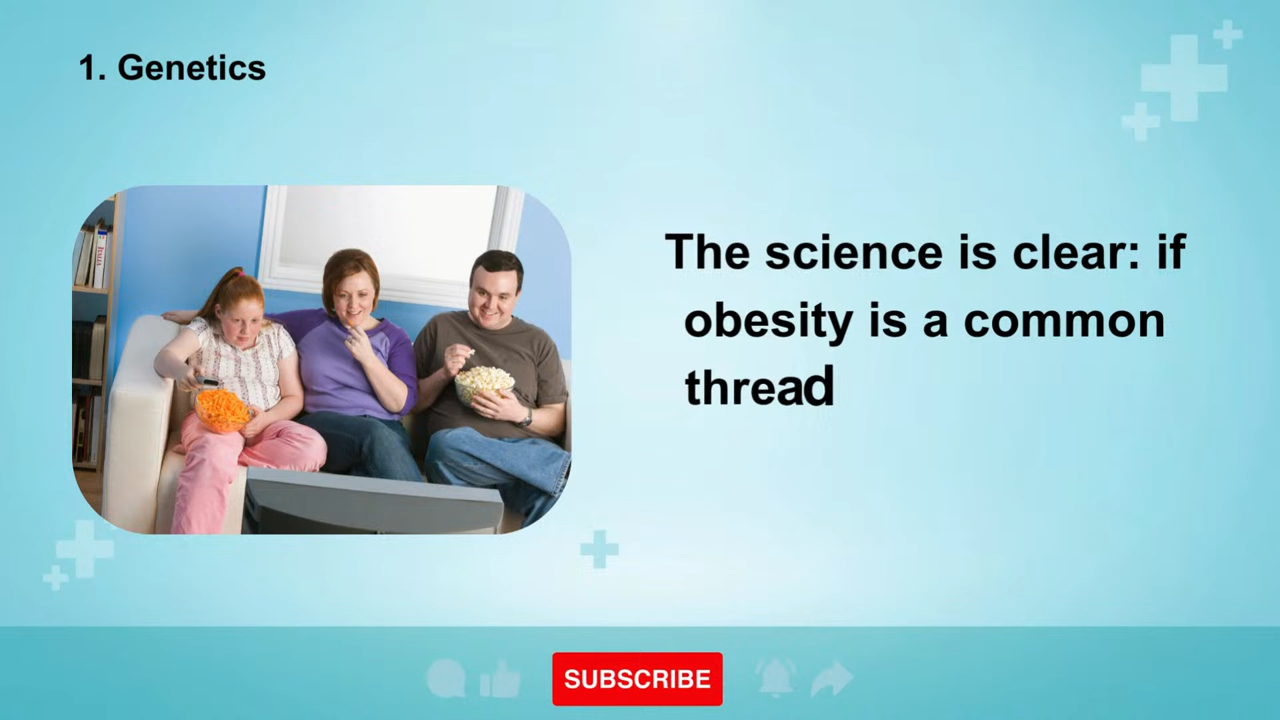 1. Genetics
The science is clear: if
obesity is a common
thread
SUBSCRIBE